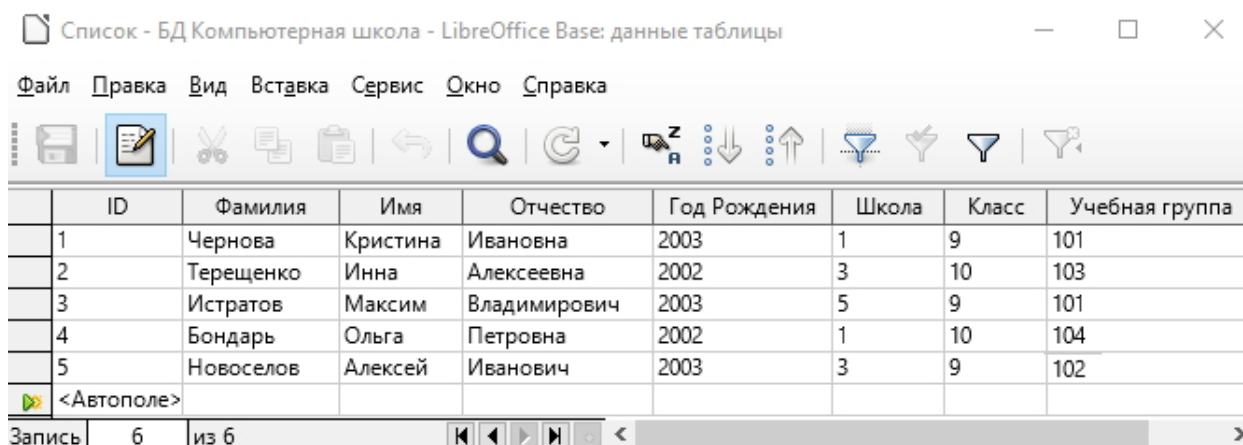 Список - БД Компьютерная школа - LibreOffice Base: данные таблицы
Файл Правка Вид Вставка Сервис Окно Справка
Z
A
ID Фамилия Имя Отчество Год Рождения Школа Класс Учебная группа
1 Чернова Кристина Ивановна 2003 1 9 101
2 Терещенко Инна Алексеевна 2002 3 10 103
3 Истратов Максим Владимирович 2003 5 9 101
4 Бондарь Ольга Петровна 2002 1 10 104
5 Новоселов Алексей Иванович 2003 3 9 102
<Автополе>
Запись 6 из 6